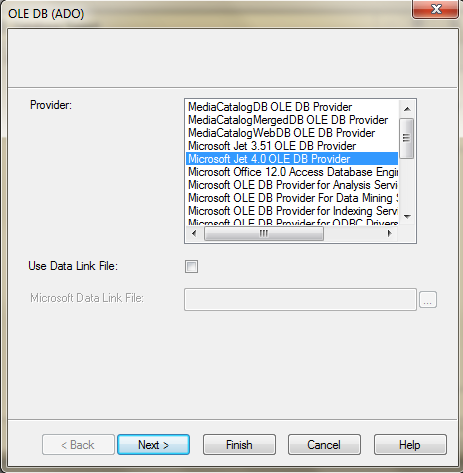 OLE DB (ADO)
Provider:
MediaCatalogDB OLE DB Provider
MediaCatalogMergedDB OLE DB Provider
MediaCatalogWebDB OLE DB Provider
Microsoft Jet 3.51 OLE DB Provider
Microsoft Jet 4.0 OLE DB Provider
Microsoft Office 12.0 Access Database Engi
Microsoft OLE DB Provider for Analysis Servi
Microsoft OLE DB Provider For Data Mining S
Microsoft OLE DB Provider for Indexing Serv
Microsoft OLE DB Provider for ODBC Drivers
Use Data Link File:
Microsoft Data Link File:
...
< Back
Next >
Finish
Cancel
Help